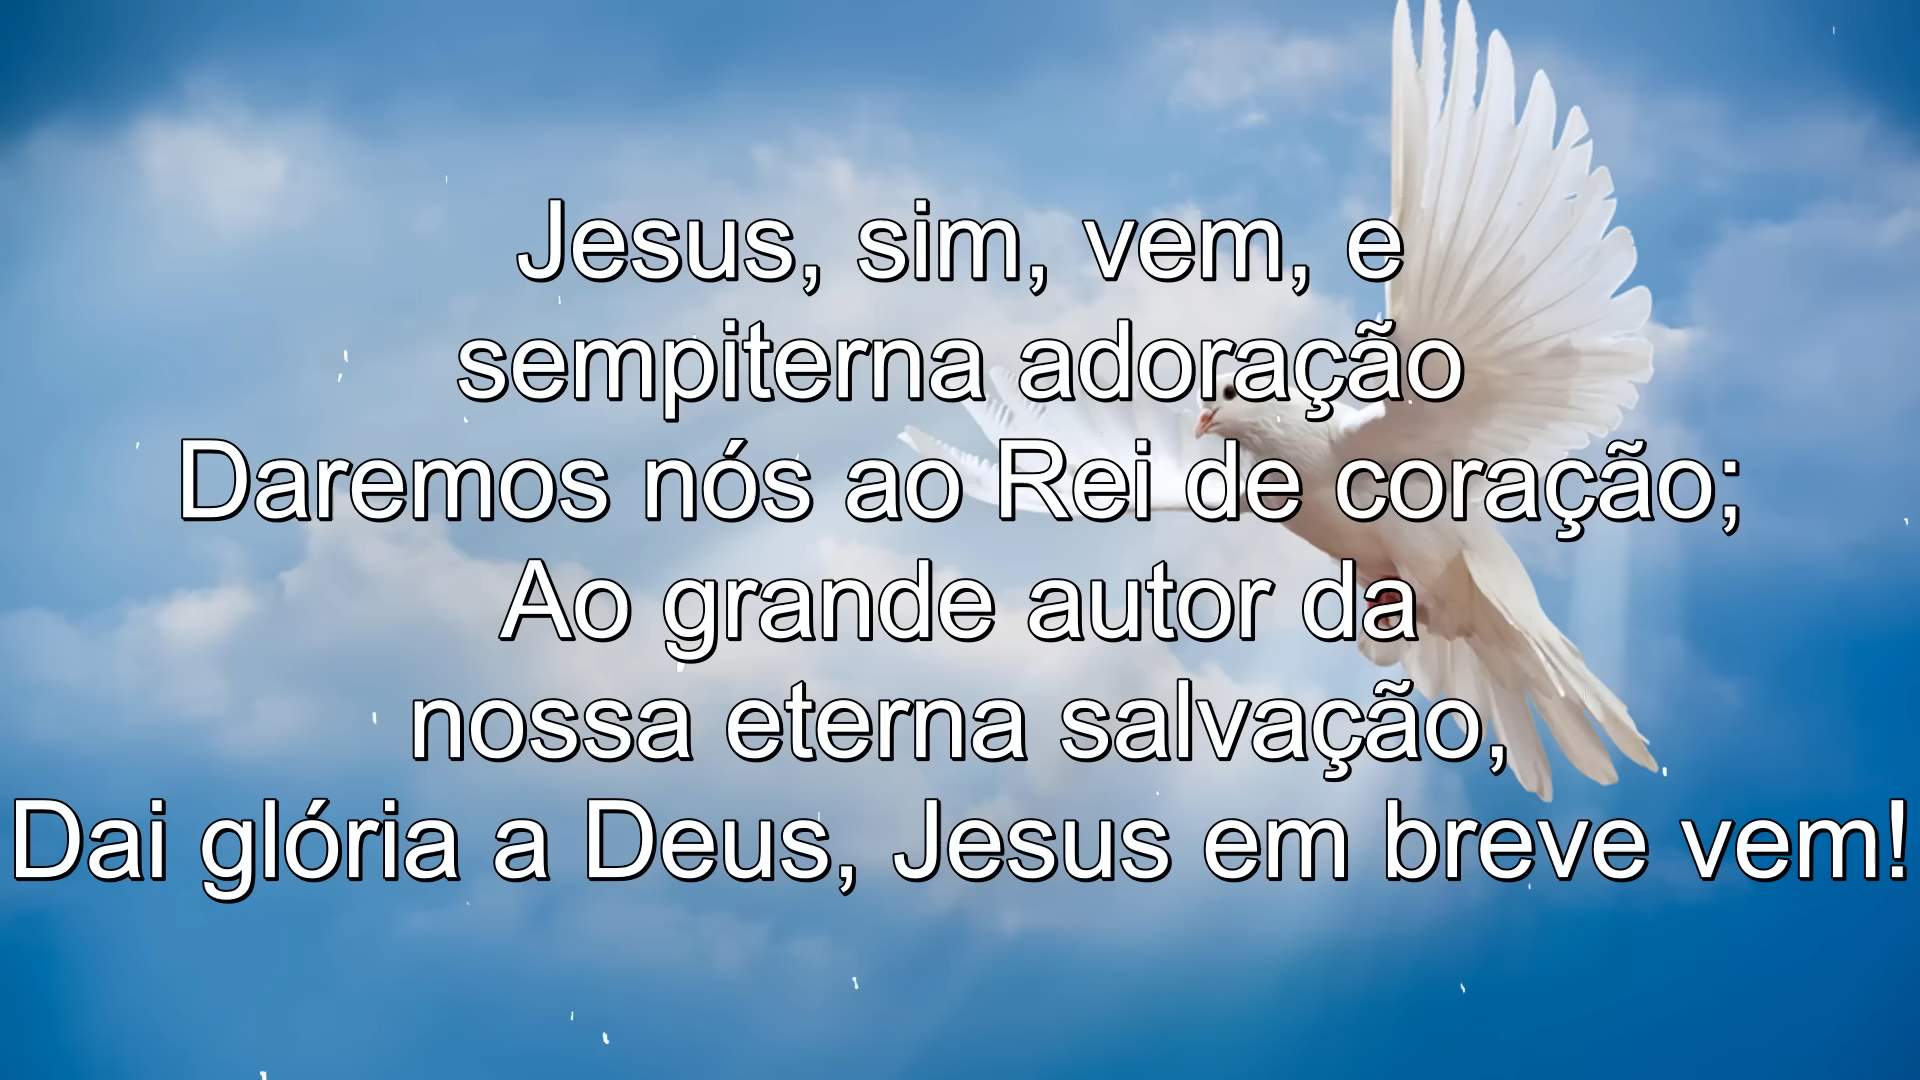 Jesus, sim, vem, e
sempiterna adoração
Daremos nós ao Rei de coração;
Ao grande autor da
nossa eterna salvação,
Dai glória a Deus, Jesus em breve vem!